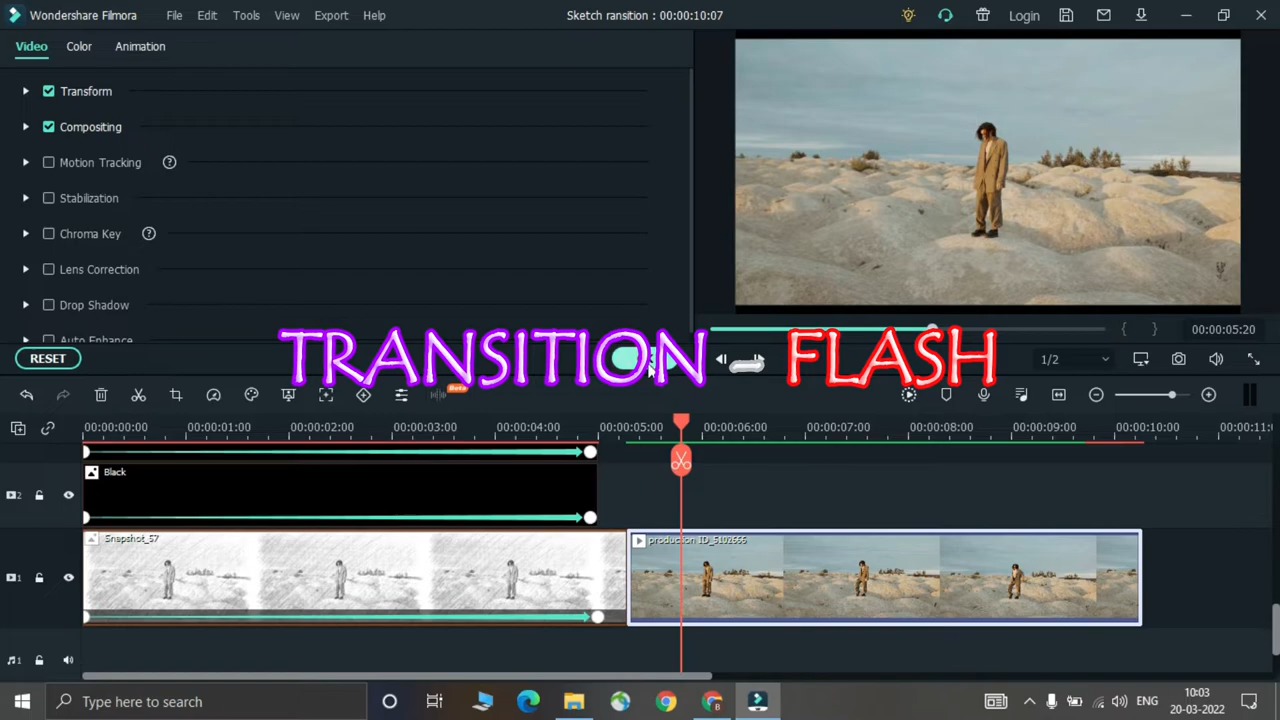 Wondershare Filmora File Edit Tools View Export Help Sketch ransition : 00:00:10:07 Login
Video Color Animation
Transform
Compositing
Motion Tracking ?
Stabilization
Chroma Key ?
Lens Correction
Drop Shadow
Auto Enhance
00:00:05:20
RESET
1/2
TRANSITION FLASH
Beta
00:00:00:00 00:00:01:00 00:00:02:00 00:00:03:00 00:00:04:00 00:00:05:00 00:00:06:00 00:00:07:00 00:00:08:00 00:00:09:00 00:00:10:00 00:00:11:
Black
2
Snapshot_57 production ID_5102556
1
1
Type here to search
ENG
10:03
20-03-2022